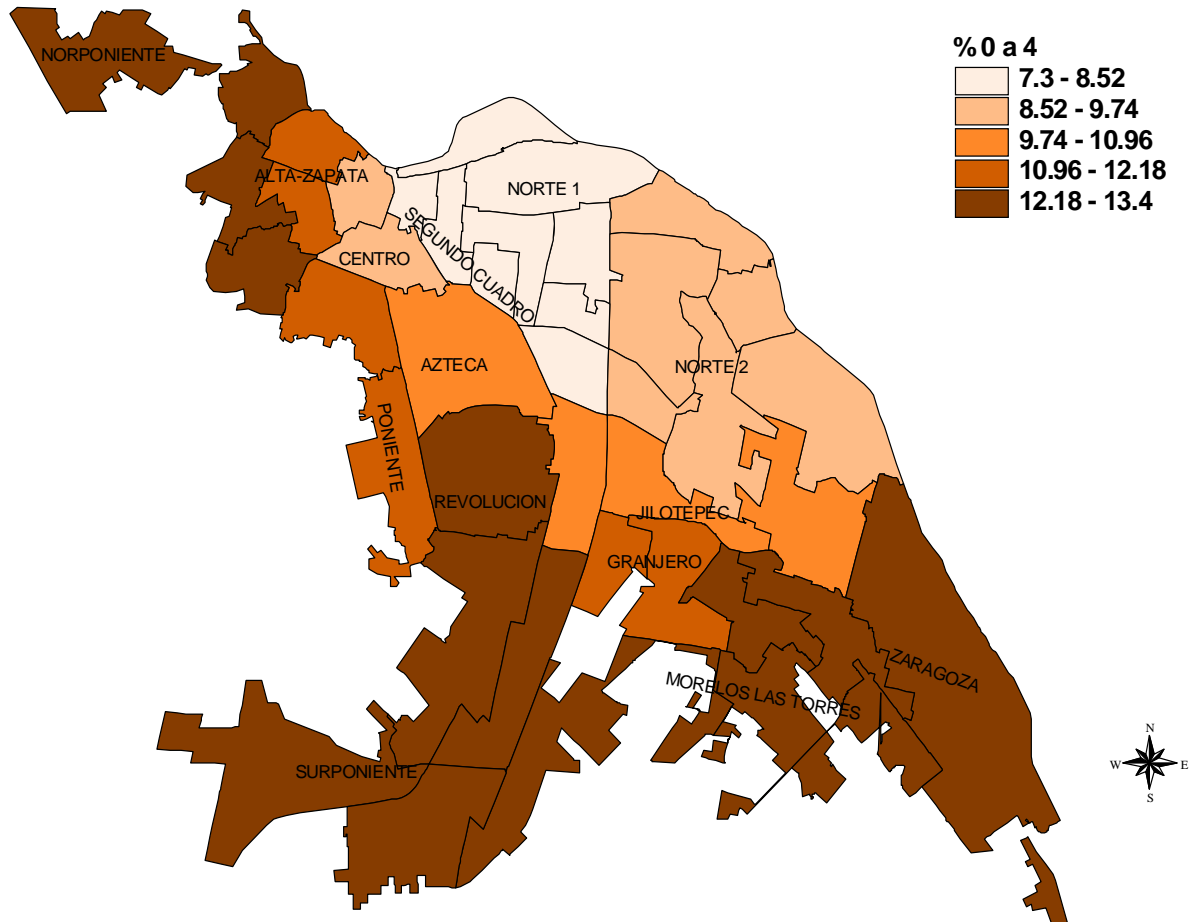 % 0 a 4
7.3 - 8.52
8.52 - 9.74
9.74 - 10.96
10.96 - 12.18
12.18 - 13.4
NORPONIENTE
ALTA-ZAPATA
NORTE 1
SEGUNDO CUADRO
CENTRO
AZTECA
NORTE 2
PONIENTE
REVOLUCION
JILOTEPEC
GRANJERO
ZARAGOZA
MORELOS LAS TORRES
SURPONIENTE
N
W
E
S